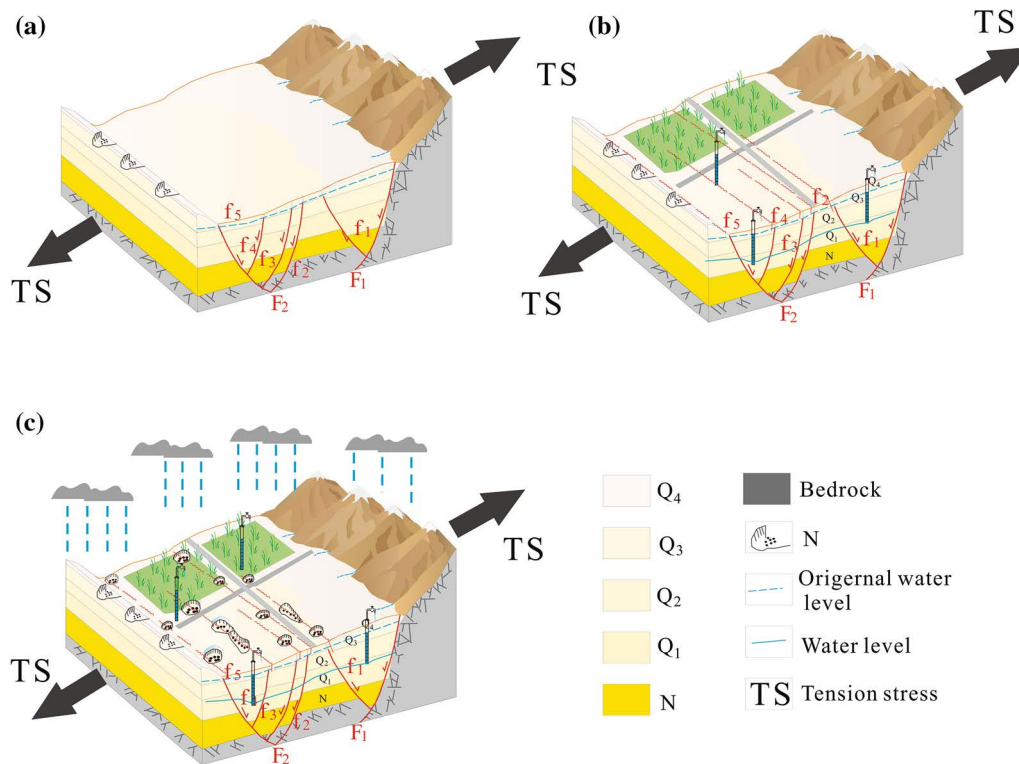 (a)
TS
f5
f4
f3
f2
f1
F1
F2
TS
(b)
TS
TS
Q4
Q3
Q2
Q1
N
f5
f4
f3
f2
f1
F1
F2
(c)
TS
TS
Q4
Q3
Q2
Q1
N
f5
f
f3
f2
f1
F1
F2
Q4
Q3
Q2
Q1
N
Bedrock
N
Origernal water
level
Water level
TS Tension stress